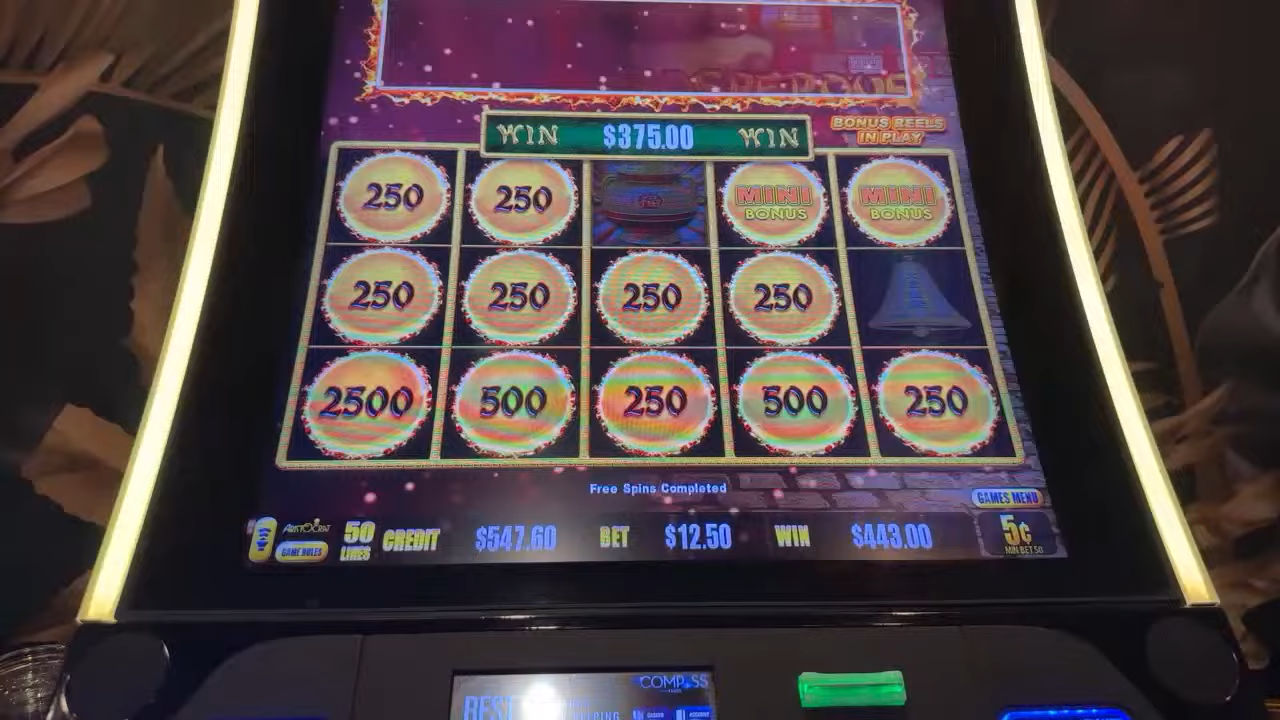 WIN $375.00 WIN
BONUS REELS
IN PLAY
250 250 MINI BONUS MINI BONUS
250 250 250 250
2500 500 250 500 250
Free Spins Completed
GAMES MENU
ARISTOCRAT
GAME RULES
50 LINES
CREDIT $547.60 BET $12.50 WIN $443.00
5¢
MIN BET 50
COMPASS